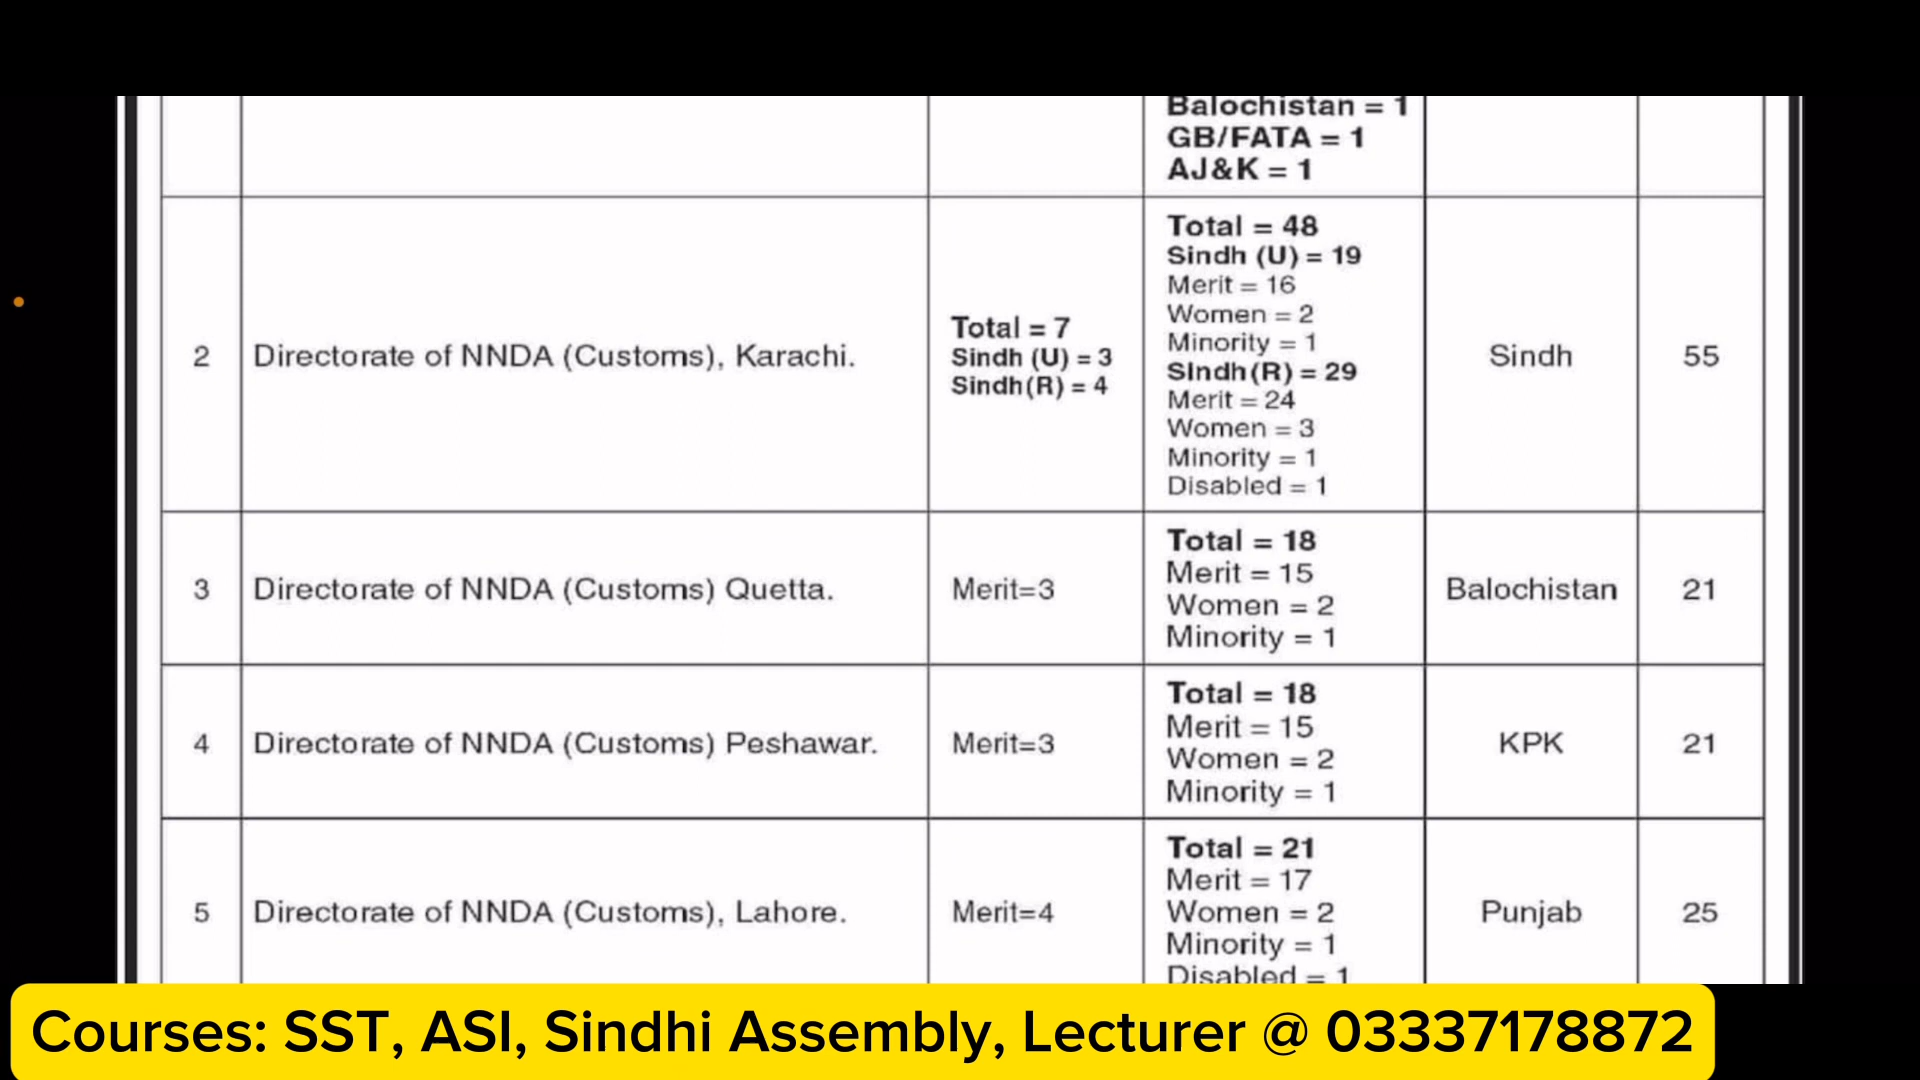 Balochistan = 1
GB/FATA = 1
AJ&K = 1
2
Directorate of NNDA (Customs), Karachi.
Total = 7
Sindh (U) = 3
Sindh(R) = 4
Total = 48
Sindh (U) = 19
Merit = 16
Women = 2
Minority = 1
Sindh(R) = 29
Merit = 24
Women = 3
Minority = 1
Disabled = 1
Sindh
55
3
Directorate of NNDA (Customs) Quetta.
Merit=3
Total = 18
Merit = 15
Women = 2
Minority = 1
Balochistan
21
4
Directorate of NNDA (Customs) Peshawar.
Merit=3
Total = 18
Merit = 15
Women = 2
Minority = 1
KPK
21
5
Directorate of NNDA (Customs), Lahore.
Merit=4
Total = 21
Merit = 17
Women = 2
Minority = 1
Disabled = 1
Punjab
25
Courses: SST, ASI, Sindhi Assembly, Lecturer @ 03337178872